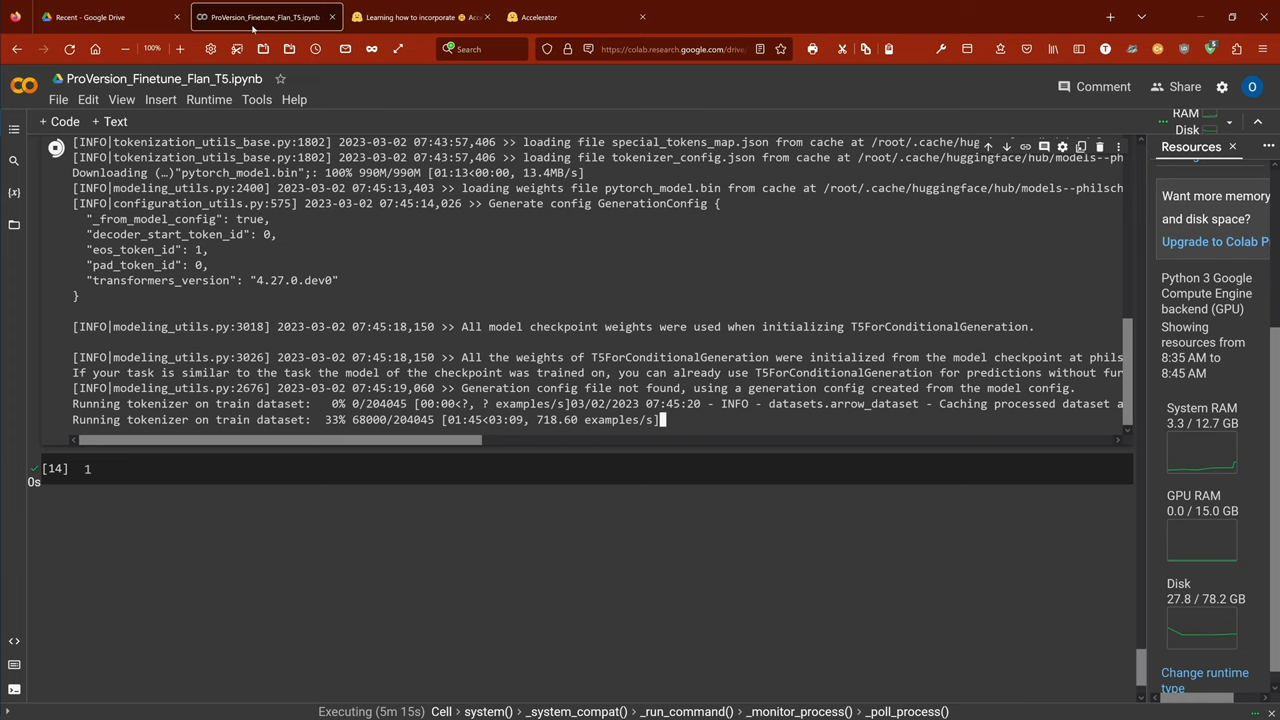 Recent - Google Drive
ProVersion_Finetune_Flan_T5.ipynb
Learning how to incorporate 🤗 Acc
Accelerator
100%
Search
https://colab.research.google.com/drive
ProVersion_Finetune_Flan_T5.ipynb
Comment
Share
O
File Edit View Insert Runtime Tools Help
+ Code + Text
RAM
Disk
[INFO|tokenization_utils_base.py:1802] 2023-03-02 07:43:57,406 >> loading file special_tokens_map.json from cache at /root/.cache/hugg
[INFO|tokenization_utils_base.py:1802] 2023-03-02 07:43:57,406 >> loading file tokenizer_config.json from cache at /root/.cache/huggingface/hub/models--ph
Downloading (…)"pytorch_model.bin";: 100% 990M/990M [01:13<00:00, 13.4MB/s]
[INFO|modeling_utils.py:2400] 2023-03-02 07:45:13,403 >> loading weights file pytorch_model.bin from cache at /root/.cache/huggingface/hub/models--philsch
[INFO|configuration_utils.py:575] 2023-03-02 07:45:14,026 >> Generate config GenerationConfig {
"_from_model_config": true,
"decoder_start_token_id": 0,
"eos_token_id": 1,
"pad_token_id": 0,
"transformers_version": "4.27.0.dev0"
}
[INFO|modeling_utils.py:3018] 2023-03-02 07:45:18,150 >> All model checkpoint weights were used when initializing T5ForConditionalGeneration.
[INFO|modeling_utils.py:3026] 2023-03-02 07:45:18,150 >> All the weights of T5ForConditionalGeneration were initialized from the model checkpoint at phils
If your task is similar to the task the model of the checkpoint was trained on, you can already use T5ForConditionalGeneration for predictions without fur
[INFO|modeling_utils.py:2676] 2023-03-02 07:45:19,060 >> Generation config file not found, using a generation config created from the model config.
Running tokenizer on train dataset: 0% 0/204045 [00:00<?, ? examples/s]03/02/2023 07:45:20 - INFO - datasets.arrow_dataset - Caching processed dataset a
Running tokenizer on train dataset: 33% 68000/204045 [01:45<03:09, 718.60 examples/s]
[14] 1
0s
Resources
Want more memory
and disk space?
Upgrade to Colab P
Python 3 Google
Compute Engine
backend (GPU)
Showing
resources from
8:35 AM to
8:45 AM
System RAM
3.3 / 12.7 GB
GPU RAM
0.0 / 15.0 GB
Disk
27.8 / 78.2 GB
Change runtime
type
Executing (5m 15s) Cell > system() > _system_compat() > _run_command() > _monitor_process() > _poll_process()